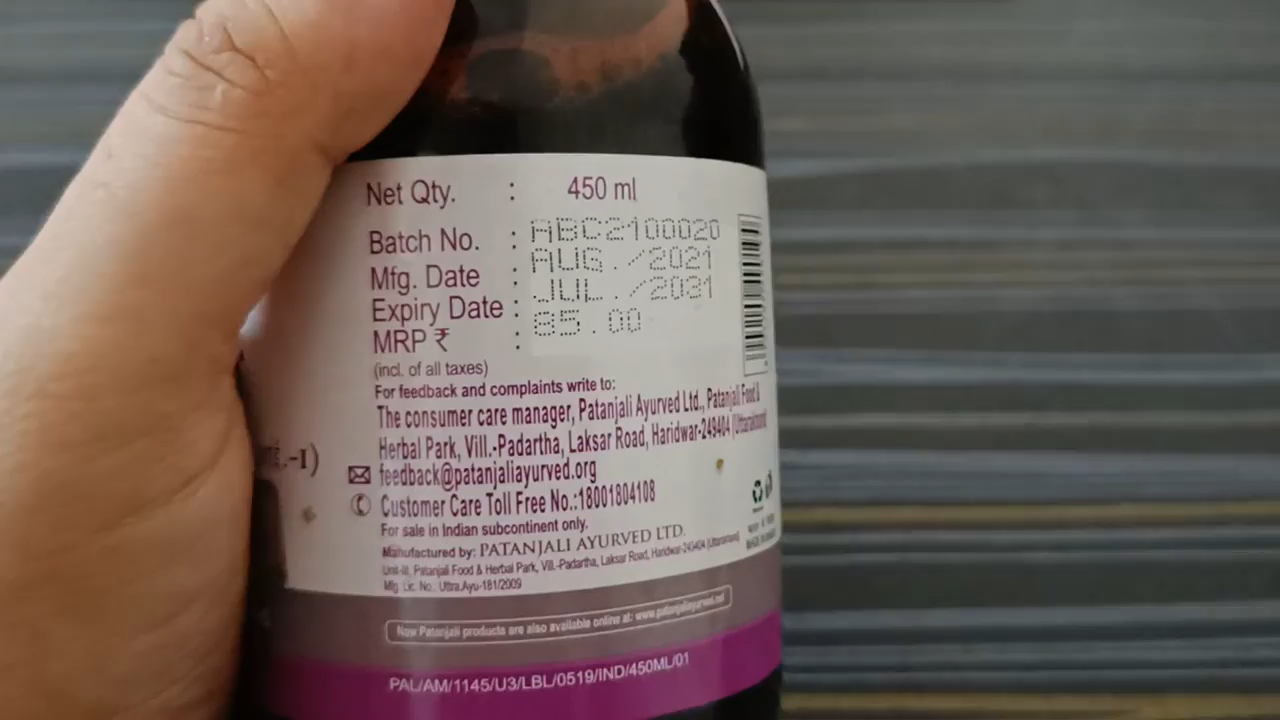 Net Qty. : 450 ml
Batch No. : ABC2100020
Mfg. Date : AUG./2021
Expiry Date : JUL./2031
MRP ₹ : 85.00
(incl. of all taxes)
For feedback and complaints write to:
The consumer care manager, Patanjali Ayurved Ltd., Patanjali Food &
Herbal Park, Vill.-Padartha, Laksar Road, Haridwar-249404 (Uttarakhand)
-I)
feedback@patanjaliayurved.org
Customer Care Toll Free No.:18001804108
For sale in Indian subcontinent only.
Manufactured by: PATANJALI AYURVED LTD.
Unit-III, Patanjali Food & Herbal Park, Vill.-Padartha, Laksar Road, Haridwar-249404 (Uttarakhand)
Mfg. Lic. No.: Uttra.Ayu-181/2009
Now Patanjali products are also available online at: www.patanjaliayurved.net
PAL/AM/1145/U3/LBL/0519/IND/450ML/01